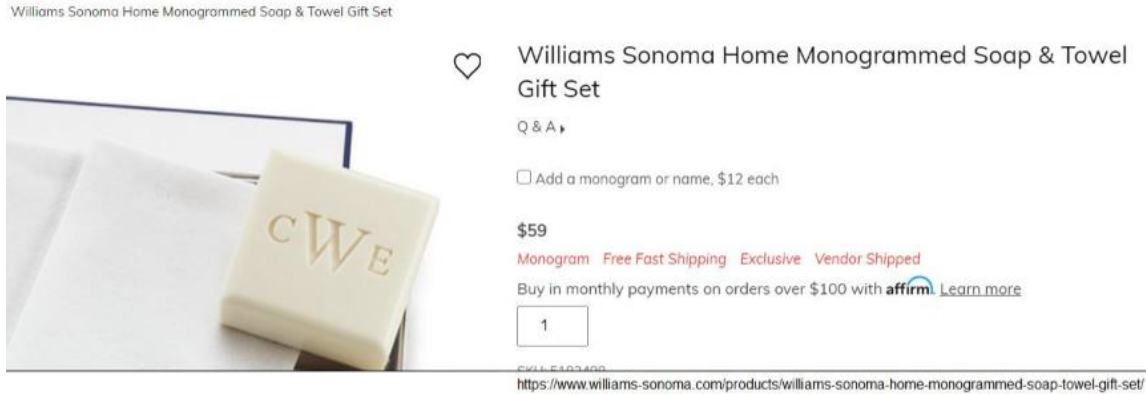 Williams Sonoma Home Monogrammed Soap & Towel Gift Set
Williams Sonoma Home Monogrammed Soap & Towel
Gift Set
Q & A
Add a monogram or name, $12 each
$59
Monogram Free Fast Shipping Exclusive Vendor Shipped
Buy in monthly payments on orders over $100 with affirm. Learn more
1
CWE
https://www.williams-sonoma.com/products/williams-sonoma-home-monogrammed-soap-towel-gift-set/